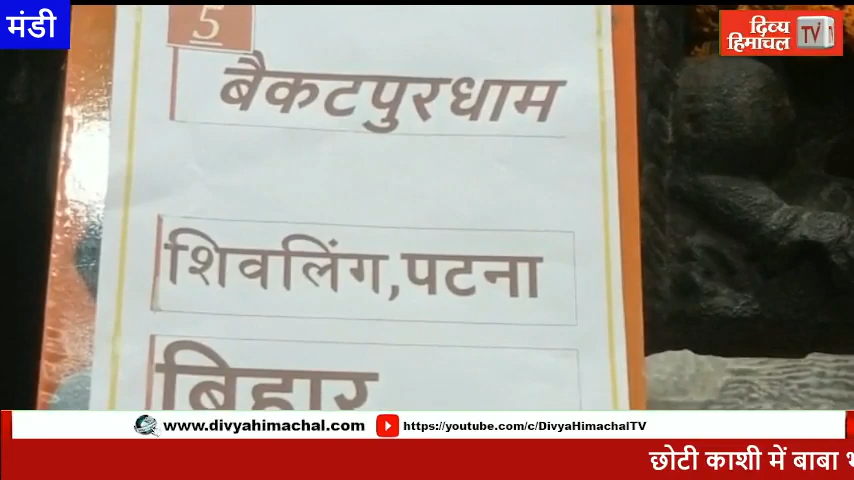 मंडी
5
दिव्य
हिमाचल
TV
बैकटपुरधाम
शिवलिंग,पटना
बिहार
www.divyahimachal.com
https://youtube.com/c/DivyaHimachalTV
छोटी काशी में बाबा